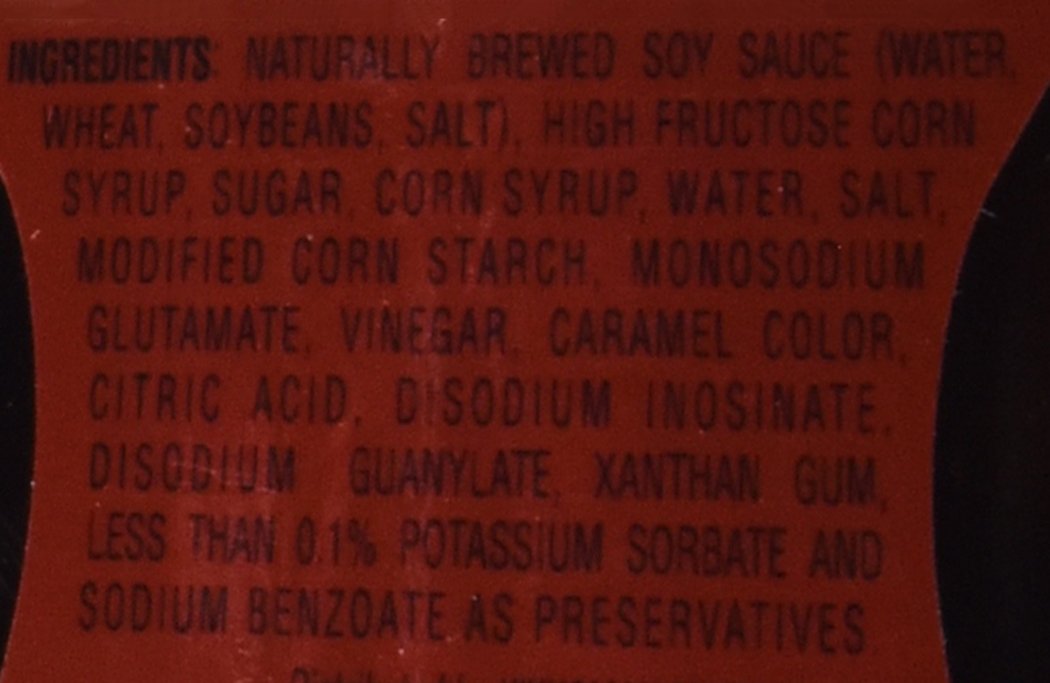 INGREDIENTS: NATURALLY BREWED SOY SAUCE (WATER,
WHEAT, SOYBEANS, SALT), HIGH FRUCTOSE CORN
SYRUP, SUGAR, CORN SYRUP, WATER, SALT,
MODIFIED CORN STARCH, MONOSODIUM
GLUTAMATE, VINEGAR, CARAMEL COLOR,
CITRIC ACID, DISODIUM INOSINATE,
DISODIUM GUANYLATE, XANTHAN GUM,
LESS THAN 0.1% POTASSIUM SORBATE AND
SODIUM BENZOATE AS PRESERVATIVES